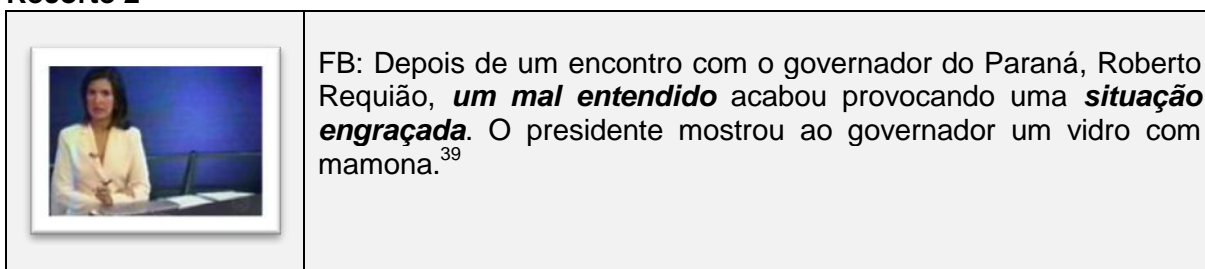 Recorte 2
FB: Depois de um encontro com o governador do Paraná, Roberto
Requião, um mal entendido acabou provocando uma situação
engraçada. O presidente mostrou ao governador um vidro com
mamona.39